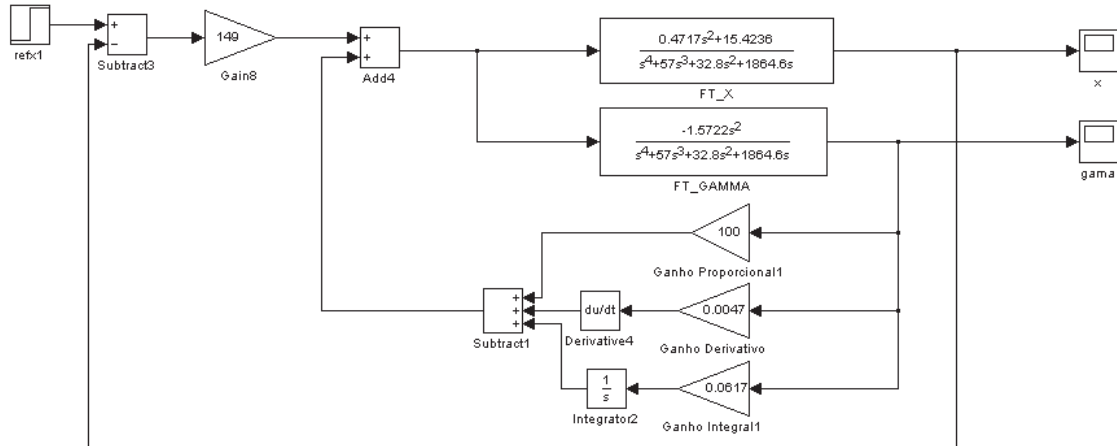 refx1
+
−
Subtract3
149
Gain8
+
+
Add4
0.4717s²+15.4236
s⁴+57s³+32.8s²+1864.6s
FT_X
x
-1.5722s²
s⁴+57s³+32.8s²+1864.6s
FT_GAMMA
gama
100
Ganho Proporcional1
+
+
+
Subtract1
du/dt
Derivative4
0.0047
Ganho Derivativo
1
s
Integrator2
0.0617
Ganho Integral1